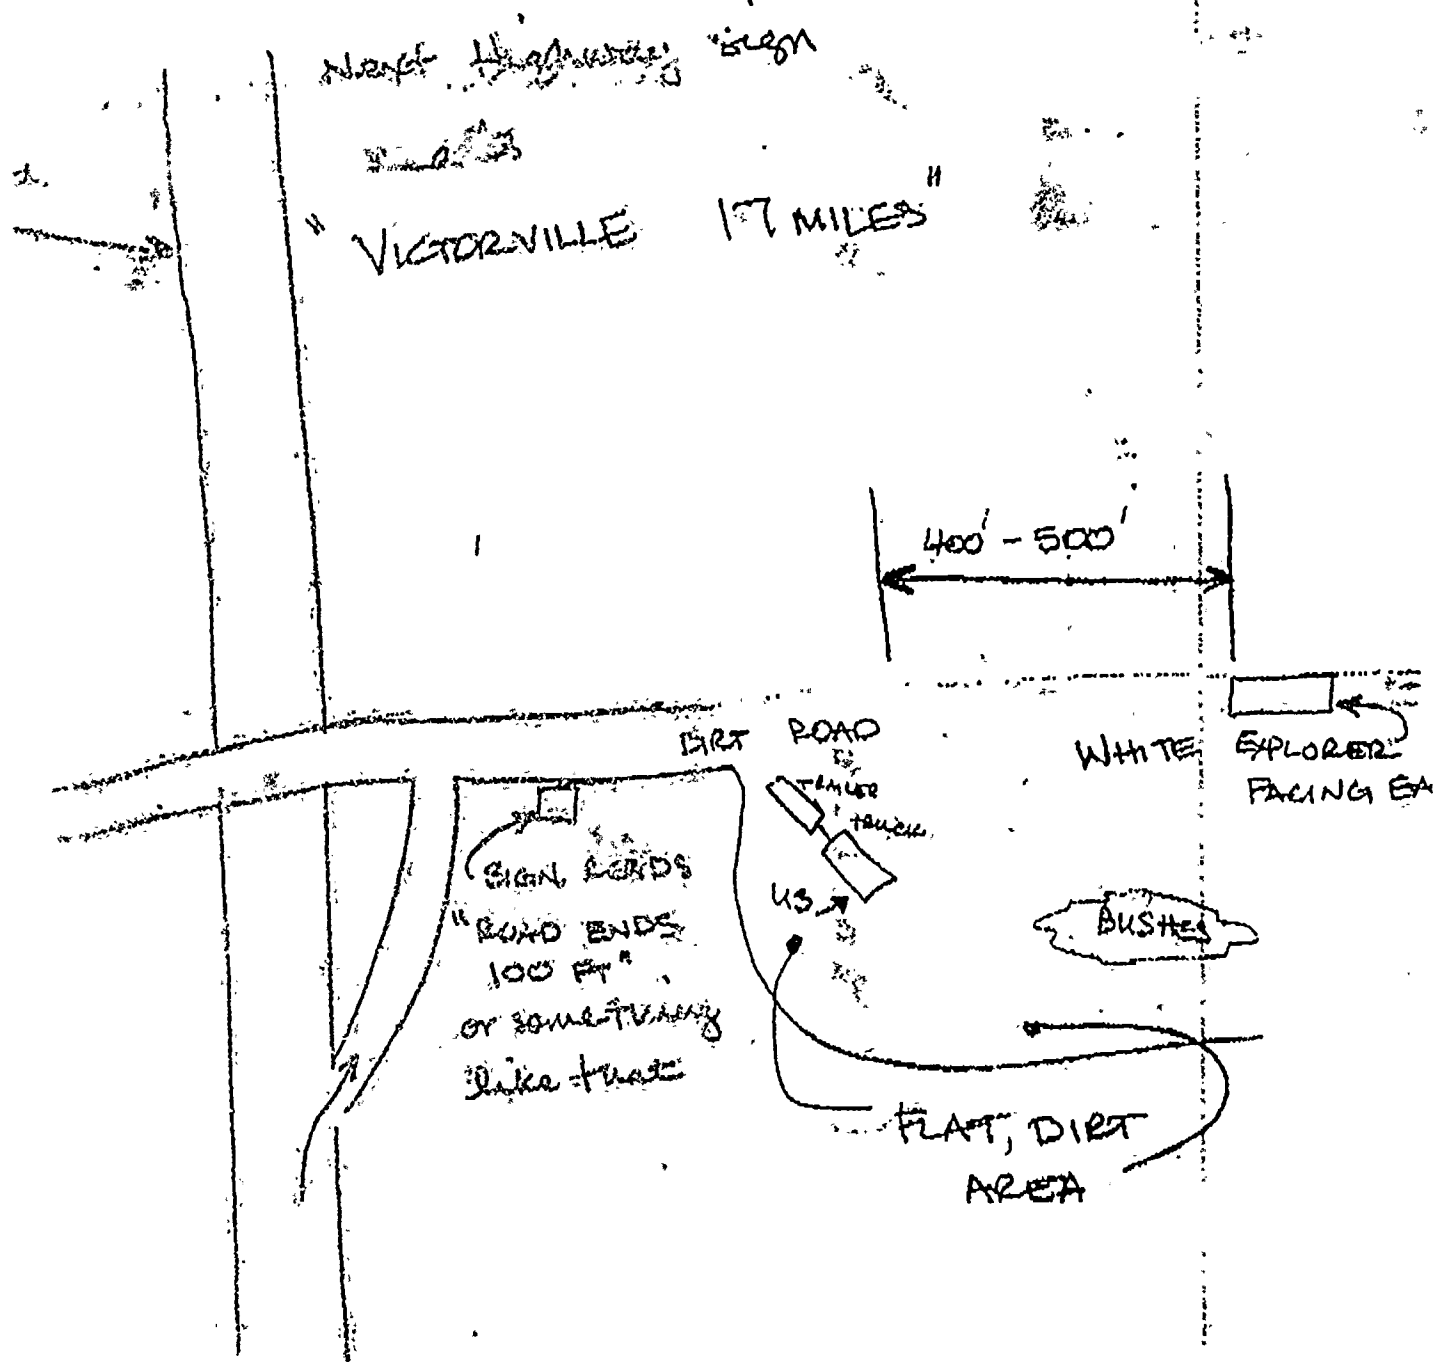 Next Highway sign
reads
"VICTORVILLE 17 MILES"
400' - 500'
DIRT ROAD
WHITE EXPLORER
FACING EA
TRAILER
TRUCK
US
SIGN READS
"ROAD ENDS
100 FT"
or something
like that
BUSHES
FLAT, DIRT
AREA